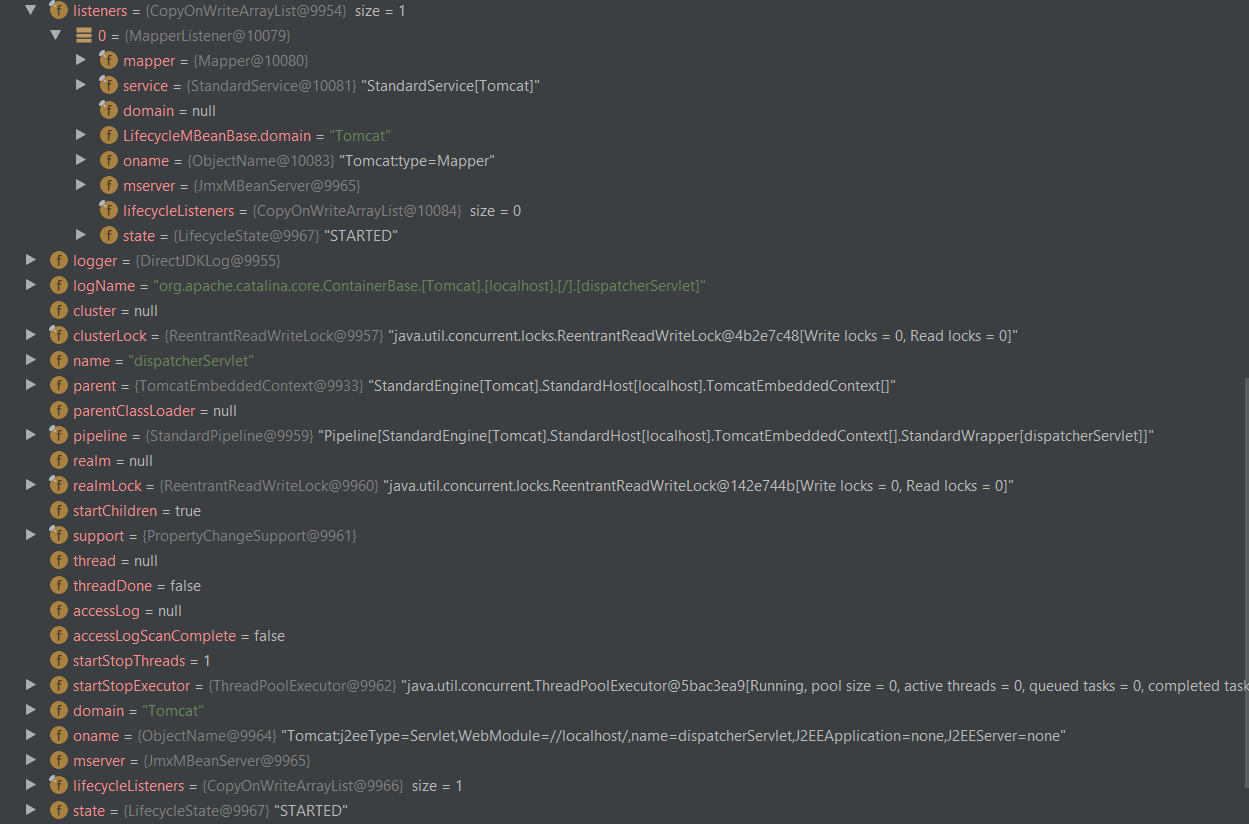 listeners = {CopyOnWriteArrayList@9954} size = 1
0 = {MapperListener@10079}
f mapper = {Mapper@10080}
f service = {StandardService@10081} "StandardService[Tomcat]"
f domain = null
f LifecycleMBeanBase.domain = "Tomcat"
f oname = {ObjectName@10083} "Tomcat:type=Mapper"
f mserver = {JmxMBeanServer@9965}
f lifecycleListeners = {CopyOnWriteArrayList@10084} size = 0
f state = {LifecycleState@9967} "STARTED"
f logger = {DirectJDKLog@9955}
f logName = "org.apache.catalina.core.ContainerBase.[Tomcat].[localhost].[/].[dispatcherServlet]"
f cluster = null
f clusterLock = {ReentrantReadWriteLock@9957} "java.util.concurrent.locks.ReentrantReadWriteLock@4b2e7c48[Write locks = 0, Read locks = 0]"
f name = "dispatcherServlet"
f parent = {TomcatEmbeddedContext@9933} "StandardEngine[Tomcat].StandardHost[localhost].TomcatEmbeddedContext[]"
f parentClassLoader = null
f pipeline = {StandardPipeline@9959} "Pipeline[StandardEngine[Tomcat].StandardHost[localhost].TomcatEmbeddedContext[].StandardWrapper[dispatcherServlet]]"
f realm = null
f realmLock = {ReentrantReadWriteLock@9960} "java.util.concurrent.locks.ReentrantReadWriteLock@142e744b[Write locks = 0, Read locks = 0]"
f startChildren = true
f support = {PropertyChangeSupport@9961}
f thread = null
f threadDone = false
f accessLog = null
f accessLogScanComplete = false
f startStopThreads = 1
f startStopExecutor = {ThreadPoolExecutor@9962} "java.util.concurrent.ThreadPoolExecutor@5bac3ea9[Running, pool size = 0, active threads = 0, queued tasks = 0, completed task
f domain = "Tomcat"
f oname = {ObjectName@9964} "Tomcat:j2eeType=Servlet,WebModule=//localhost/,name=dispatcherServlet,J2EEApplication=none,J2EEServer=none"
f mserver = {JmxMBeanServer@9965}
f lifecycleListeners = {CopyOnWriteArrayList@9966} size = 1
f state = {LifecycleState@9967} "STARTED"